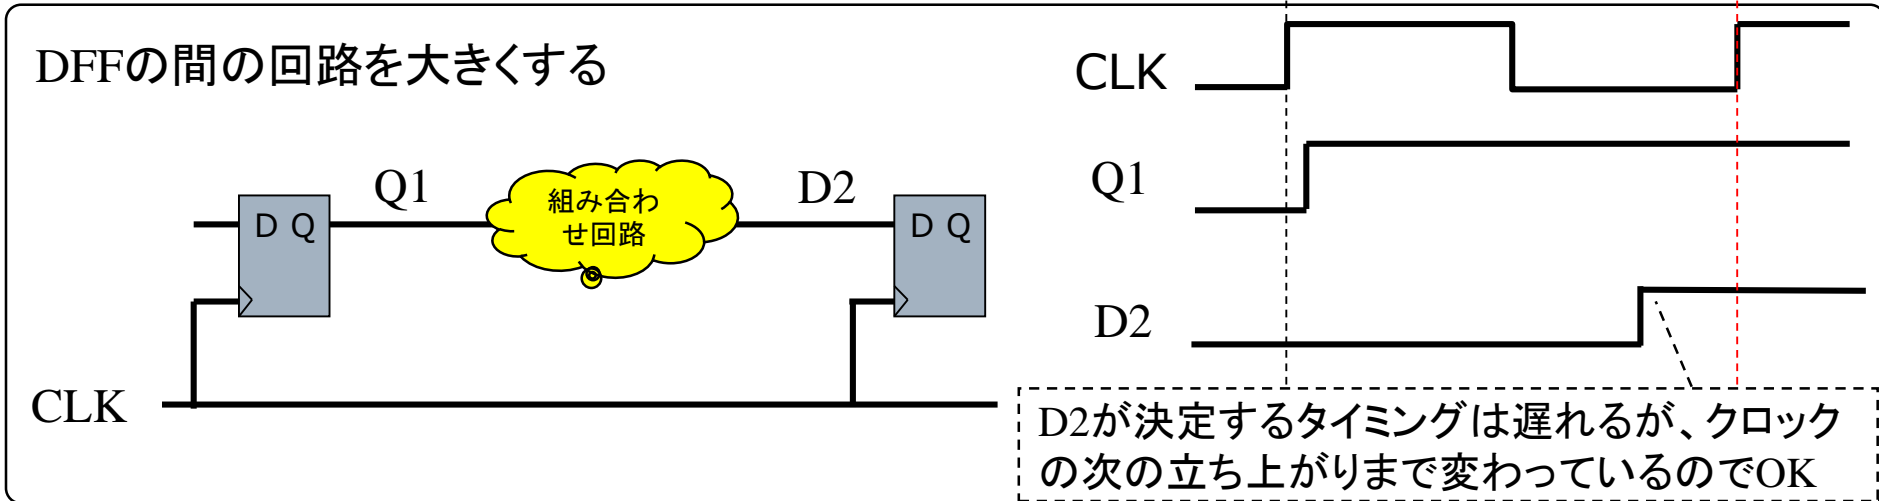 DFFの間の回路を大きくする
Q1
D2
組み合わ
せ回路
D Q
D Q
CLK
CLK
Q1
D2
D2が決定するタイミングは遅れるが、クロック
の次の立ち上がりまで変わっているのでOK